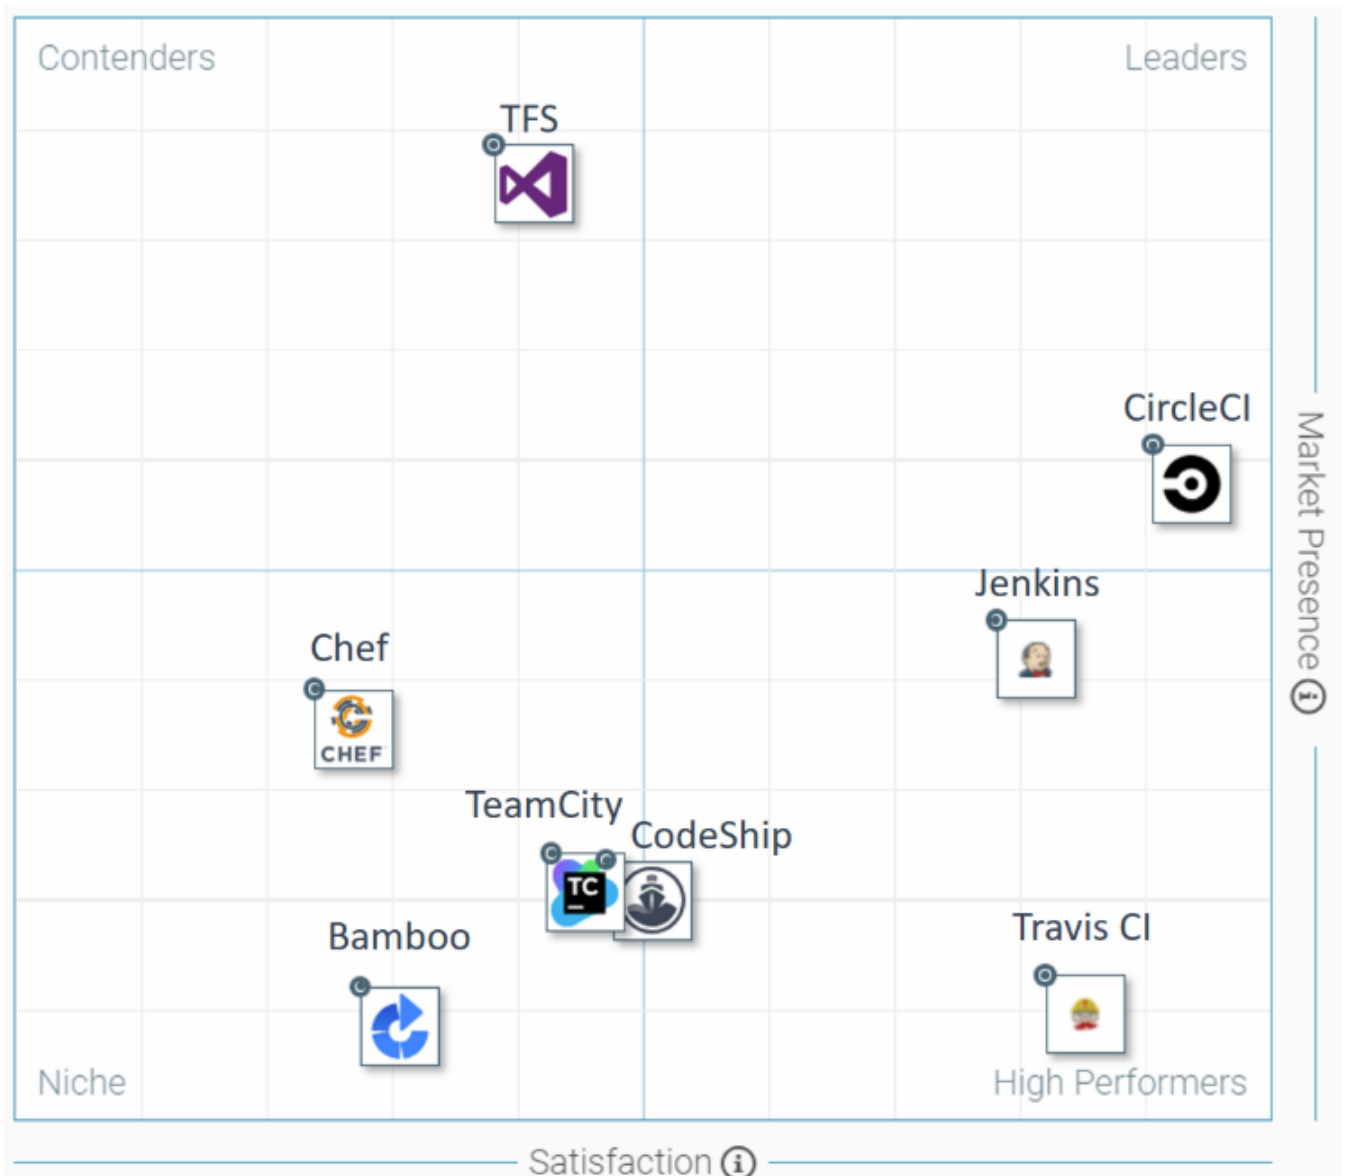 Contenders
Leaders
TFS
CircleCI
Market Presence
Jenkins
Chef
CHEF
TeamCity
CodeShip
TC
Bamboo
Travis CI
Niche
High Performers
Satisfaction